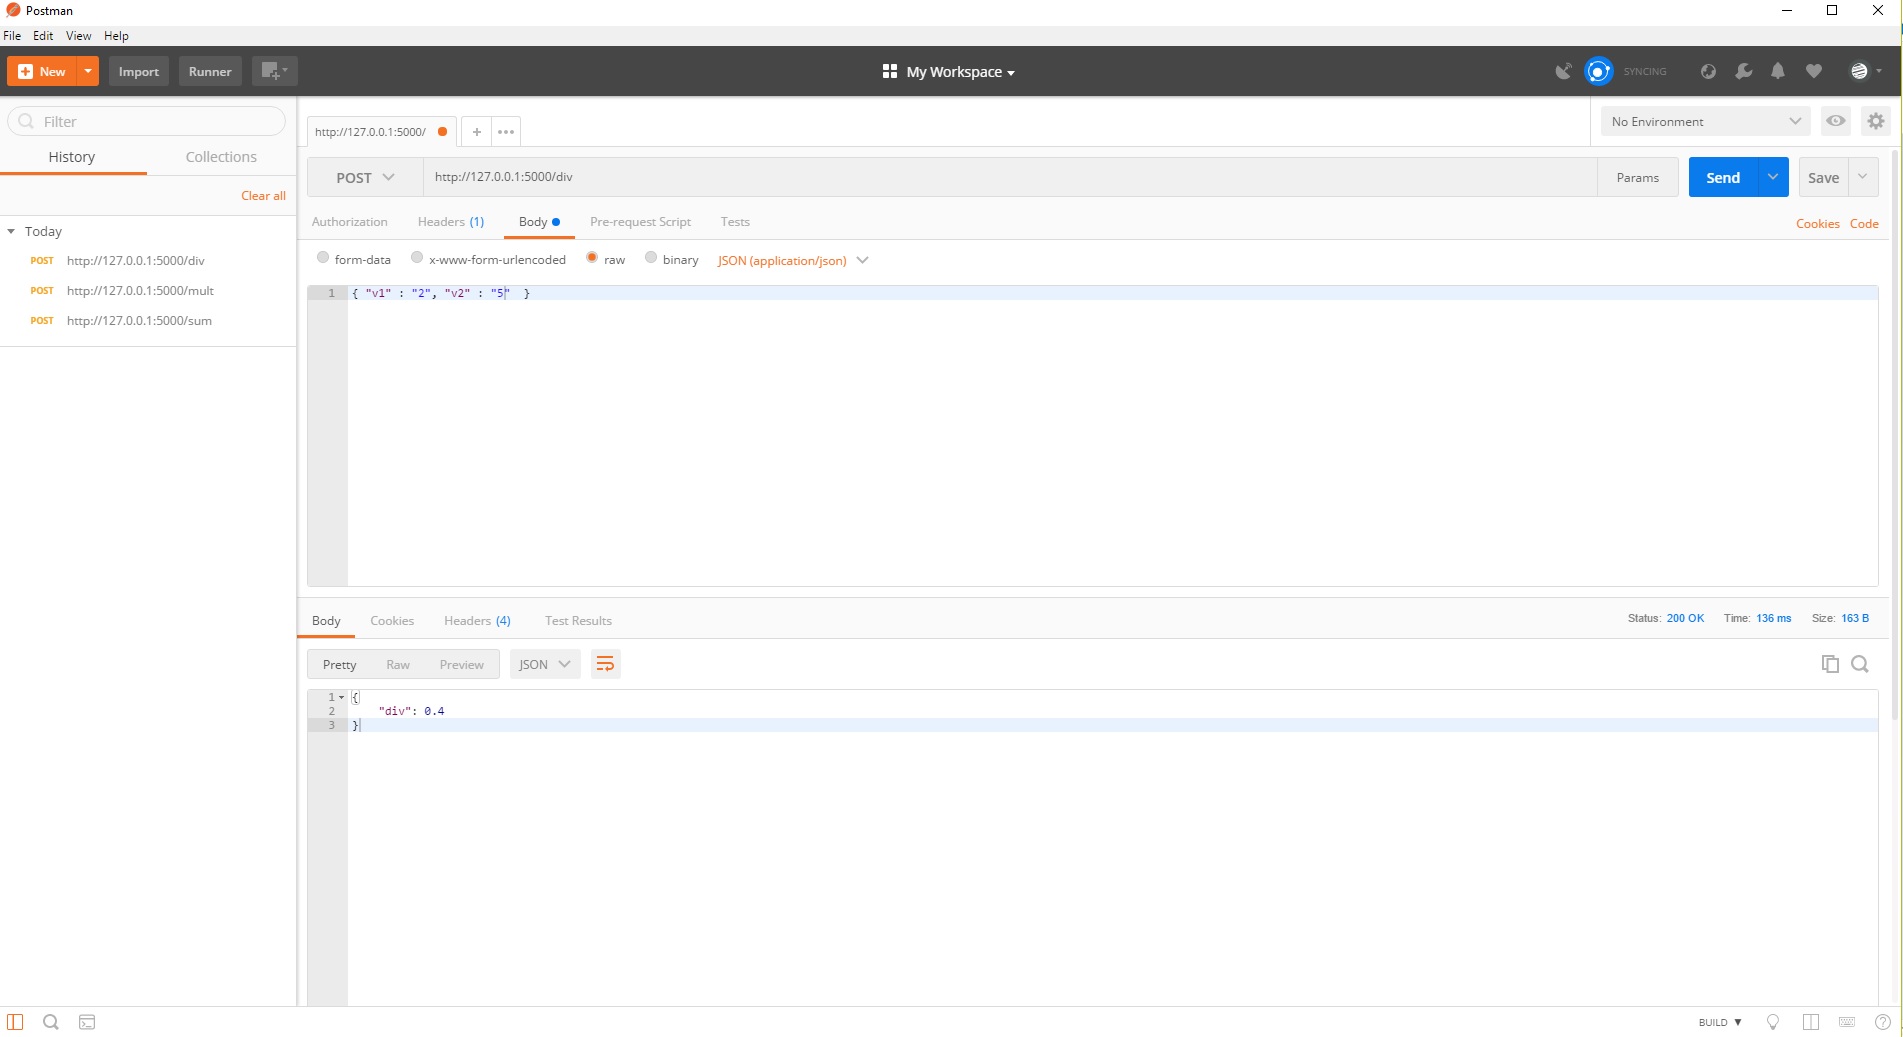 Postman
File Edit View Help
New Import Runner My Workspace SYNCING
Filter
History Collections
Clear all
Today
POST http://127.0.0.1:5000/div
POST http://127.0.0.1:5000/mult
POST http://127.0.0.1:5000/sum
http://127.0.0.1:5000/ No Environment
POST http://127.0.0.1:5000/div Params Send Save
Authorization Headers (1) Body Pre-request Script Tests Cookies Code
form-data x-www-form-urlencoded raw binary JSON (application/json)
1 { "v1" : "2", "v2" : "5" }
Body Cookies Headers (4) Test Results Status: 200 OK Time: 136 ms Size: 163 B
Pretty Raw Preview JSON
1 {
2 "div": 0.4
3 }
BUILD